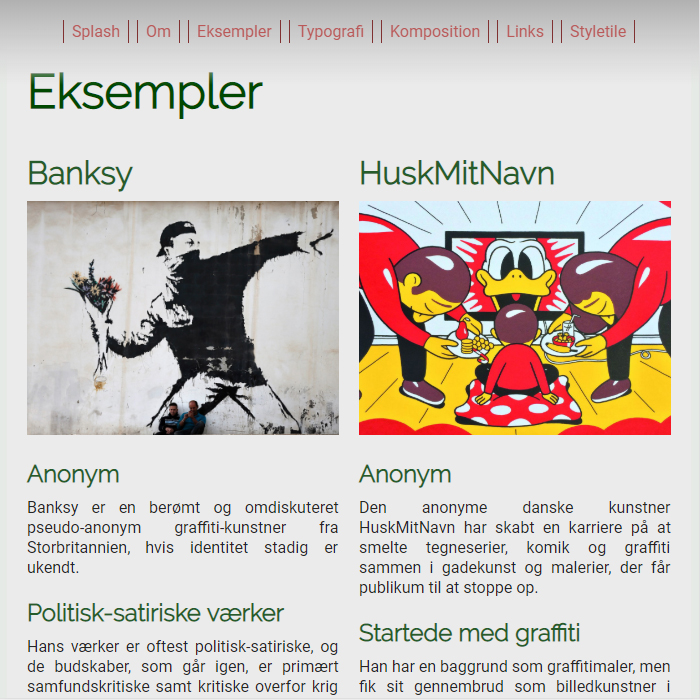 Splash Om Eksempler Typografi Komposition Links Styletile
Eksempler
Banksy
Anonym
Banksy er en berømt og omdiskuteret
pseudo-anonym graffiti-kunstner fra
Storbritannien, hvis identitet stadig er
ukendt.
Politisk-satiriske værker
Hans værker er oftest politisk-satiriske, og
de budskaber, som går igen, er primært
samfundskritiske samt kritiske overfor krig
HuskMitNavn
Anonym
Den anonyme danske kunstner
HuskMitNavn har skabt en karriere på at
smelte tegneserier, komik og graffiti
sammen i gadekunst og malerier, der får
publikum til at stoppe op.
Startede med graffiti
Han har en baggrund som graffitimaler, men
fik sit gennembrud som billedkunstner i